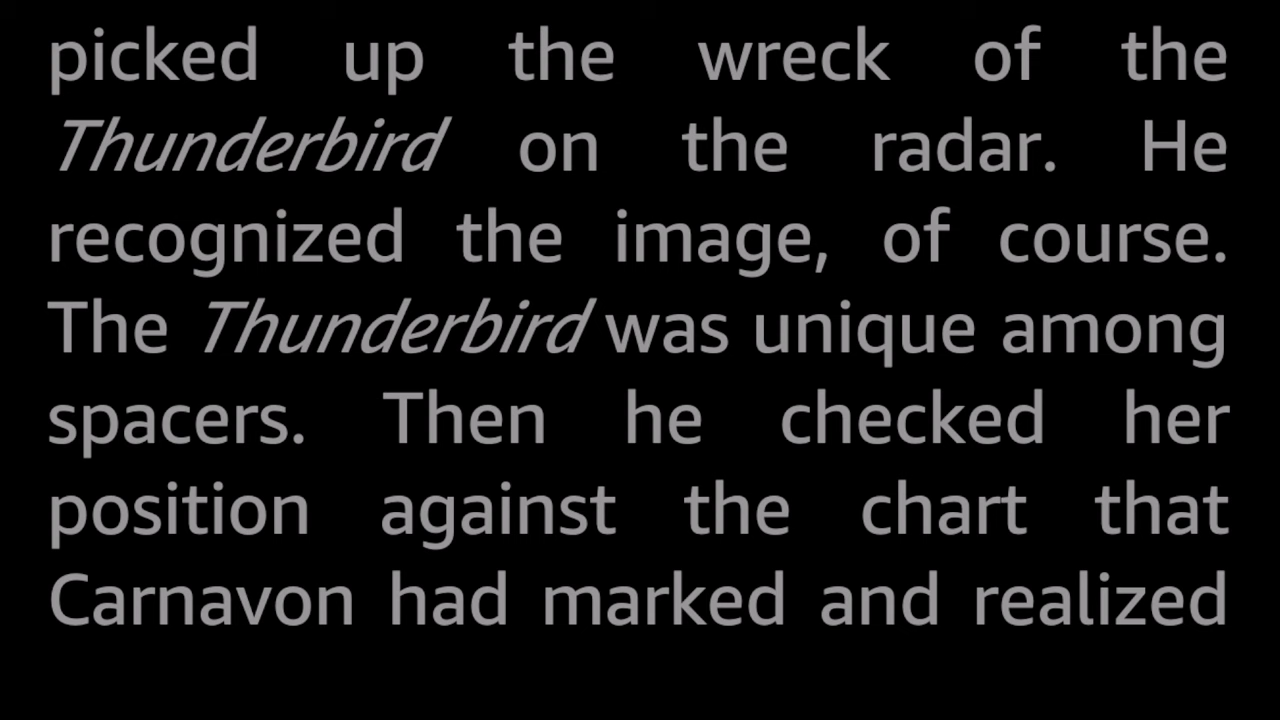 picked up the wreck of the
Thunderbird on the radar. He
recognized the image, of course.
The Thunderbird was unique among
spacers. Then he checked her
position against the chart that
Carnavon had marked and realized